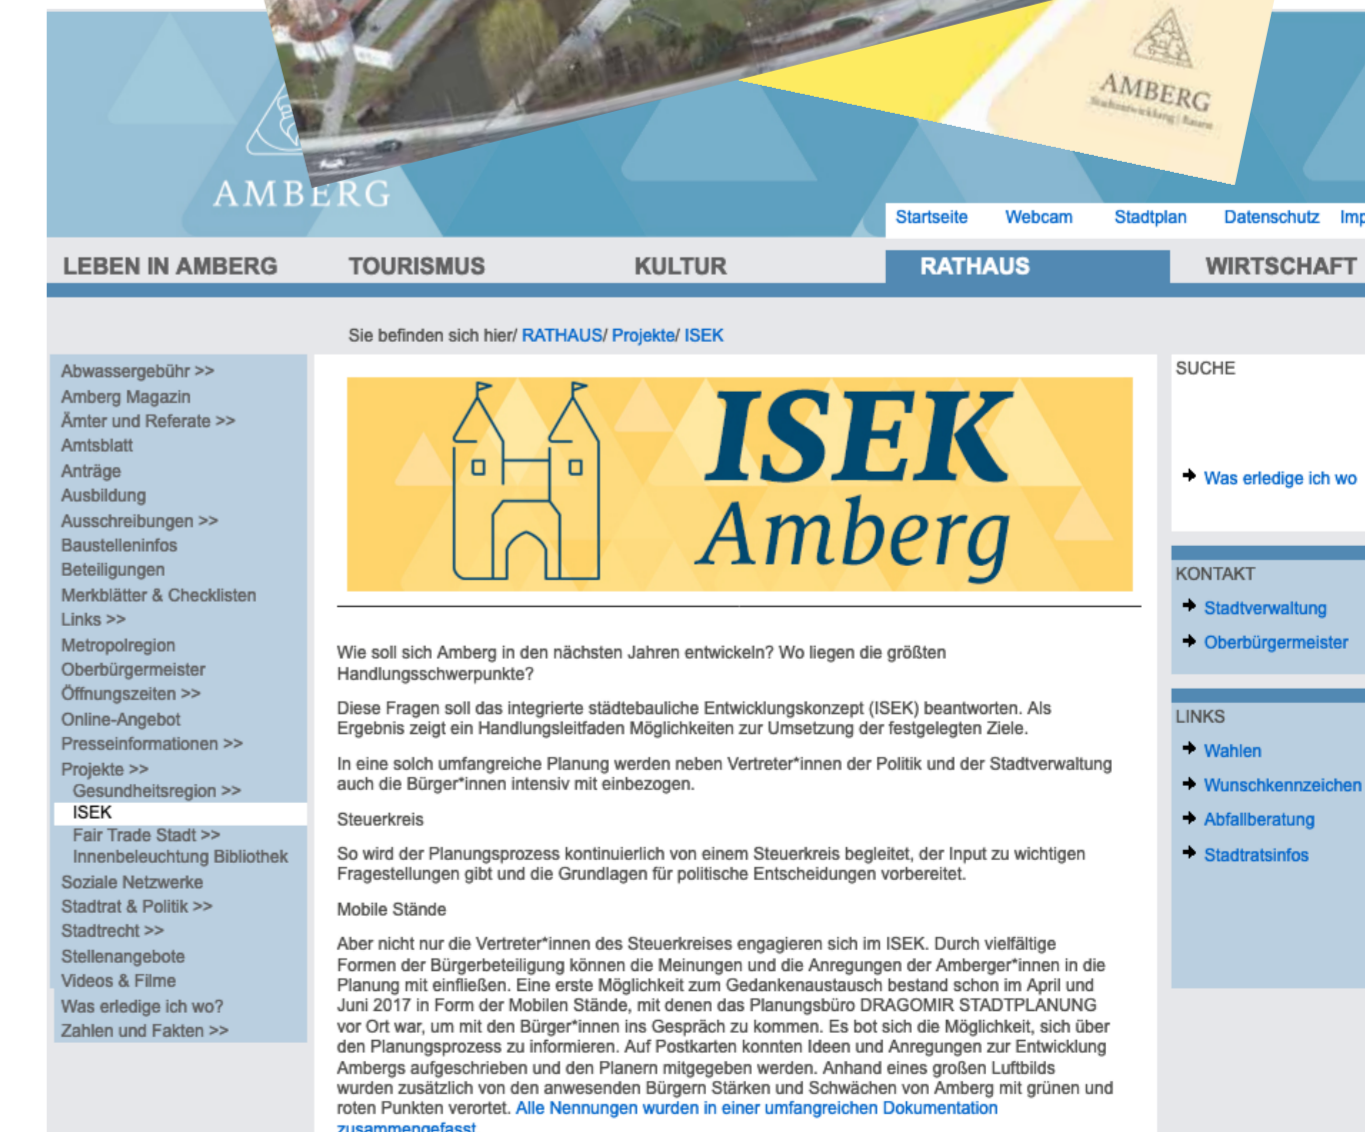 AMBERG
AMBERG
Startseite Webcam Stadtplan Datenschutz
LEBEN IN AMBERG TOURISMUS KULTUR RATHAUS WIRTSCHAFT
Sie befinden sich hier/ RATHAUS/ Projekte/ ISEK
Abwassergebühr >>
Amberg Magazin
Ämter und Referate >>
Amtsblatt
Anträge
Ausbildung
Ausschreibungen >>
Baustelleninfos
Beteiligungen
Merkblätter & Checklisten
Links >>
Metropolregion
Oberbürgermeister
Öffnungszeiten >>
Online-Angebot
Presseinformationen >>
Projekte >>
Gesundheitsregion >>
ISEK
Fair Trade Stadt >>
Innenbeleuchtung Bibliothek
Soziale Netzwerke
Stadtrat & Politik >>
Stadtrecht >>
Stellenangebote
Videos & Filme
Was erledige ich wo?
Zahlen und Fakten >>
ISEK
Amberg
Wie soll sich Amberg in den nächsten Jahren entwickeln? Wo liegen die größten
Handlungsschwerpunkte?
Diese Fragen soll das integrierte städtebauliche Entwicklungskonzept (ISEK) beantworten. Als
Ergebnis zeigt ein Handlungsleitfaden Möglichkeiten zur Umsetzung der festgelegten Ziele.
In eine solch umfangreiche Planung werden neben Vertreter*innen der Politik und der Stadtverwaltung
auch die Bürger*innen intensiv mit einbezogen.
Steuerkreis
So wird der Planungsprozess kontinuierlich von einem Steuerkreis begleitet, der Input zu wichtigen
Fragestellungen gibt und die Grundlagen für politische Entscheidungen vorbereitet.
Mobile Stände
Aber nicht nur die Vertreter*innen des Steuerkreises engagieren sich im ISEK. Durch vielfältige
Formen der Bürgerbeteiligung können die Meinungen und die Anregungen der Amberger*innen in die
Planung mit einfließen. Eine erste Möglichkeit zum Gedankenaustausch bestand schon im April und
Juni 2017 in Form der Mobilen Stände, mit denen das Planungsbüro DRAGOMIR STADTPLANUNG
vor Ort war, um mit den Bürger*innen ins Gespräch zu kommen. Es bot sich die Möglichkeit, sich über
den Planungsprozess zu informieren. Auf Postkarten konnten Ideen und Anregungen zur Entwicklung
Ambergs aufgeschrieben und den Planern mitgegeben werden. Anhand eines großen Luftbilds
wurden zusätzlich von den anwesenden Bürgern Stärken und Schwächen von Amberg mit grünen und
roten Punkten verortet. Alle Nennungen wurden in einer umfangreichen Dokumentation
zusammengefasst
SUCHE
Was erledige ich wo
KONTAKT
Stadtverwaltung
Oberbürgermeister
LINKS
Wahlen
Wunschkennzeichen
Abfallberatung
Stadtratsinfos